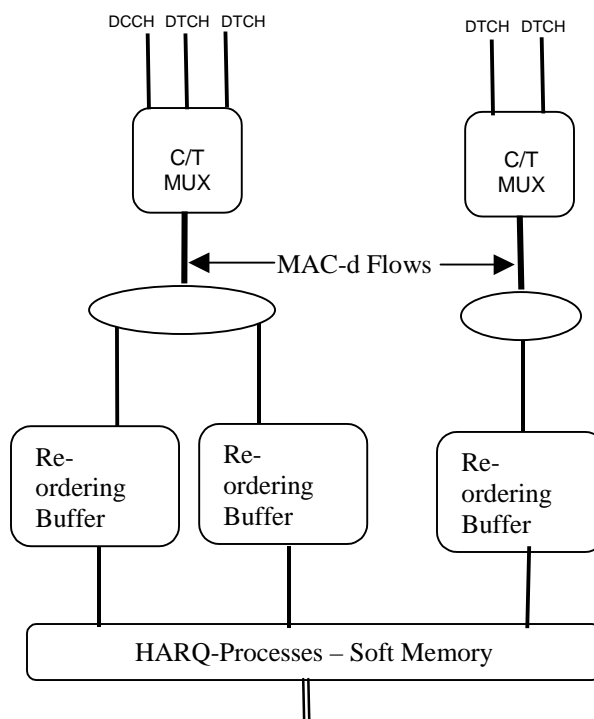 DCCH DTCH DTCH
DTCH DTCH
C/T
MUX
C/T
MUX
MAC-d Flows
Re-
ordering
Buffer
Re-
ordering
Buffer
Re-
ordering
Buffer
HARQ-Processes – Soft Memory